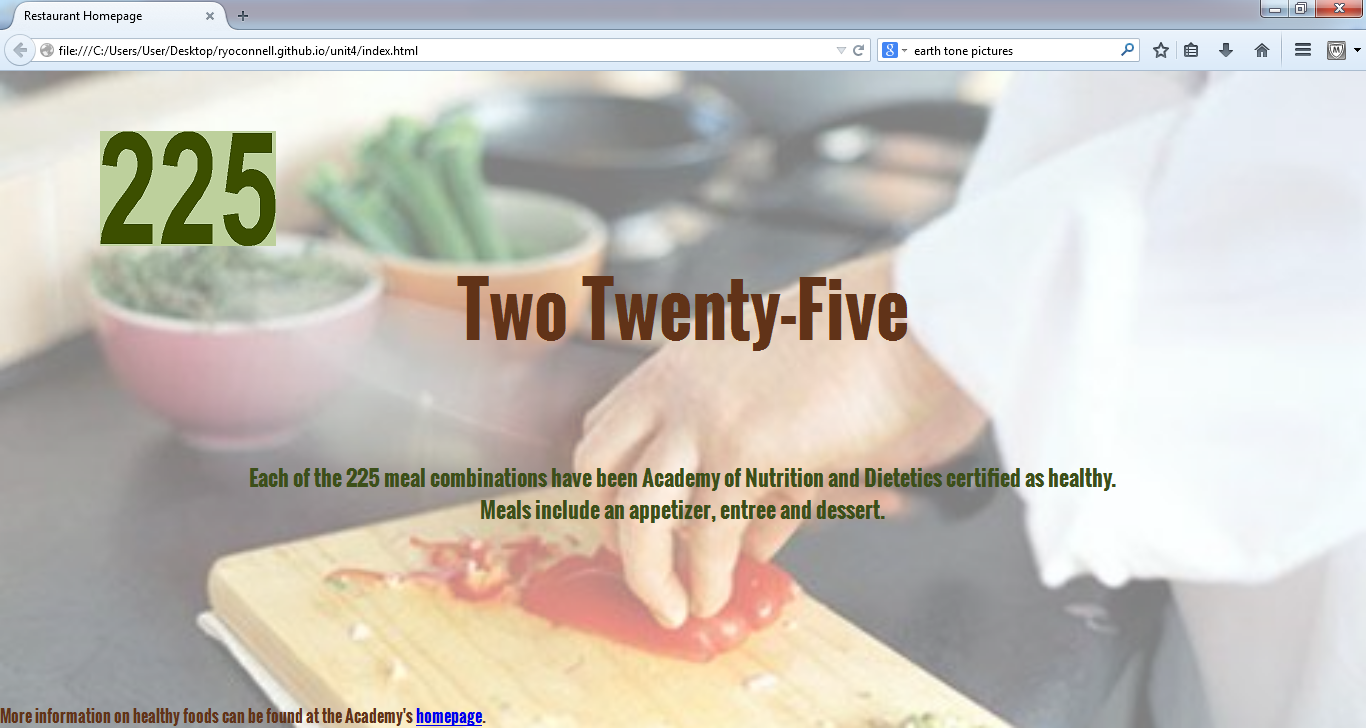 Restaurant Homepage
file:///C:/Users/User/Desktop/ryoconnell.github.io/unit4/index.html
earth tone pictures
225
Two Twenty-Five
Each of the 225 meal combinations have been Academy of Nutrition and Dietetics certified as healthy.
Meals include an appetizer, entree and dessert.
More information on healthy foods can be found at the Academy's homepage.